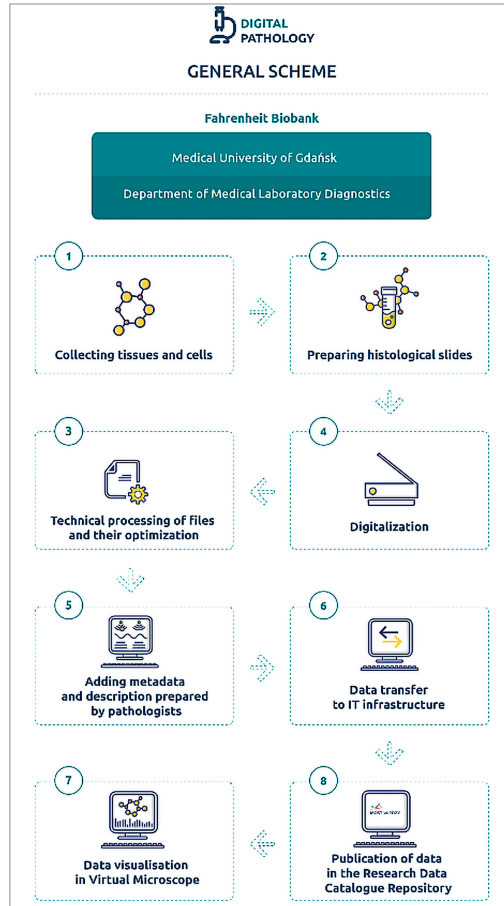 DIGITAL
PATHOLOGY
GENERAL SCHEME
Fahrenheit Biobank
Medical University of Gdańsk
Department of Medical Laboratory Diagnostics
1
Collecting tissues and cells
2
Preparing histological slides
3
Technical processing of files
and their optimization
4
Digitalization
5
Adding metadata
and description prepared
by pathologists
6
Data transfer
to IT infrastructure
7
Data visualisation
in Virtual Microscope
8
Publication of data
in the Research Data
Catalogue Repository